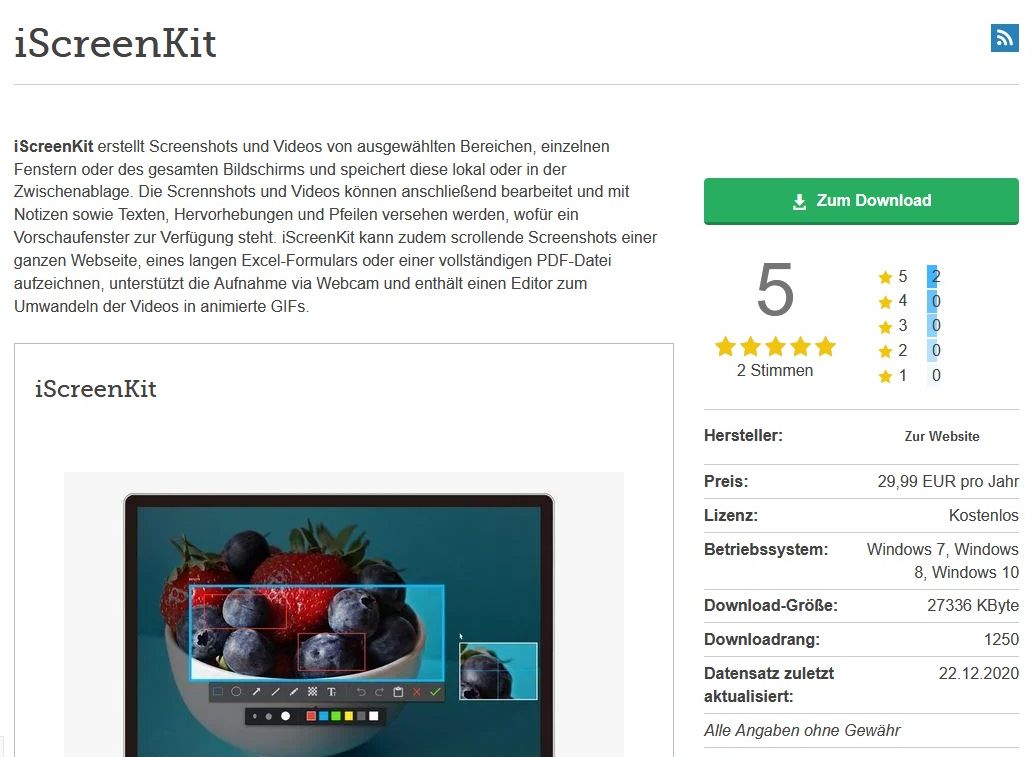 iScreenKit
iScreenKit erstellt Screenshots und Videos von ausgewählten Bereichen, einzelnen
Fenstern oder des gesamten Bildschirms und speichert diese lokal oder in der
Zwischenablage. Die Scrennshots und Videos können anschließend bearbeitet und mit
Notizen sowie Texten, Hervorhebungen und Pfeilen versehen werden, wofür ein
Vorschaufenster zur Verfügung steht. iScreenKit kann zudem scrollende Screenshots einer
ganzen Webseite, eines langen Excel-Formulars oder einer vollständigen PDF-Datei
aufzeichnen, unterstützt die Aufnahme via Webcam und enthält einen Editor zum
Umwandeln der Videos in animierte GIFs.
iScreenKit
Zum Download
5
2 Stimmen
5 2
4 0
3 0
2 0
1 0
Hersteller: Zur Website
Preis: 29,99 EUR pro Jahr
Lizenz: Kostenlos
Betriebssystem: Windows 7, Windows
8, Windows 10
Download-Größe: 27336 KByte
Downloadrang: 1250
Datensatz zuletzt 22.12.2020
aktualisiert:
Alle Angaben ohne Gewähr